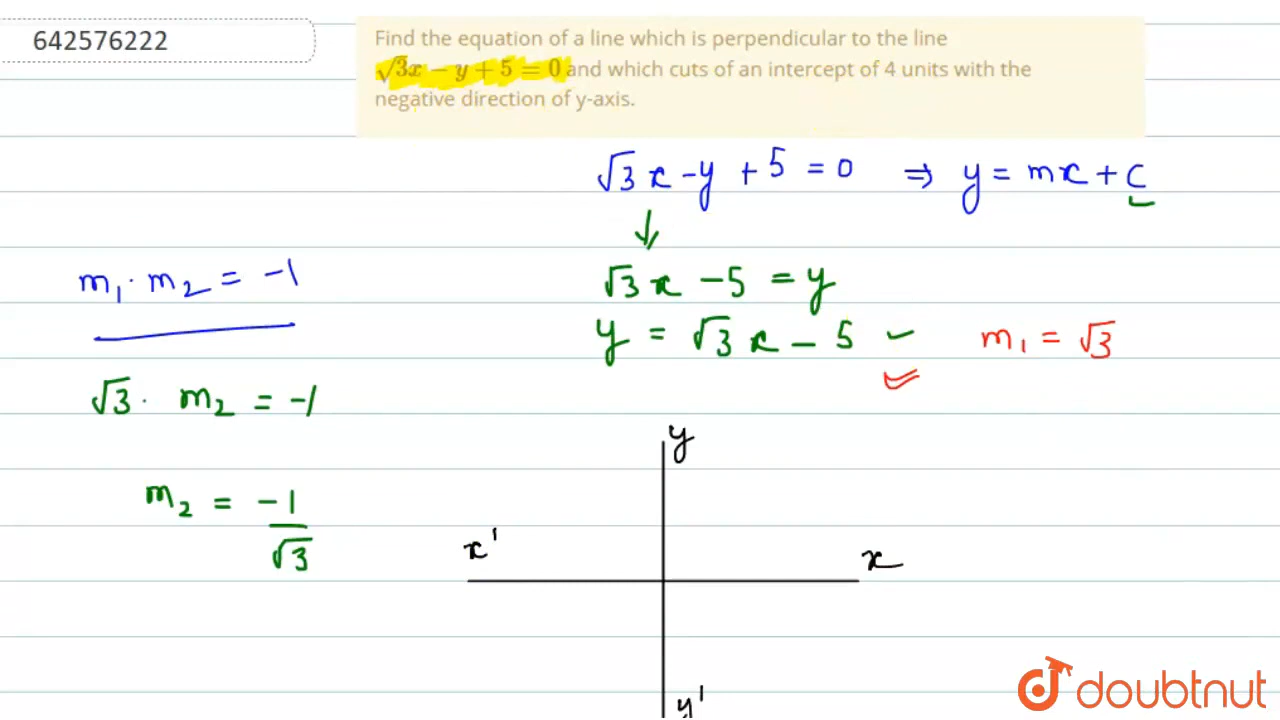 642576222
Find the equation of a line which is perpendicular to the line
√3x − y + 5 = 0 and which cuts of an intercept of 4 units with the
negative direction of y-axis.
√3 x - y + 5 = 0 ⇒ y = mx + c
↓
m₁ · m₂ = -1
√3 x - 5 = y
y = √3 x - 5 ✓ m₁ = √3
√3 · m₂ = -1
y
m₂ = -1/√3
x' x
y'
doubtnut